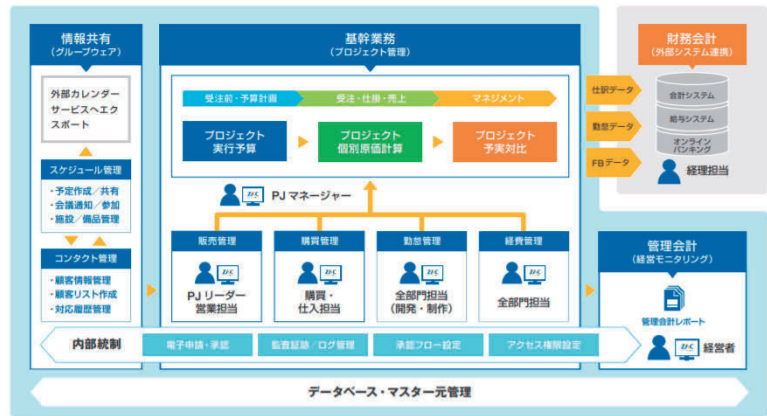 情報共有
(グループウェア)
外部カレンダー
サービスへエク
スポート
スケジュール管理
・予定作成/共有
・会議通知/参加
・施設/備品管理
コンタクト管理
・顧客情報管理
・顧客リスト作成
・対応履歴管理
基幹業務
(プロジェクト管理)
受注前・予算計画
受注・仕掛・売上
マネジメント
プロジェクト
実行予算
プロジェクト
個別原価計算
プロジェクト
予実対比
PJ マネージャー
販売管理
PJ リーダー
営業担当
購買管理
購買・
仕入担当
勤怠管理
全部門担当
(開発・制作)
経費管理
全部門担当
仕訳データ
勤怠データ
FBデータ
財務会計
(外部システム連携)
会計システム
給与システム
オンライン
バンキング
経理担当
管理会計
(経営モニタリング)
管理会計レポート
経営者
内部統制
電子申請・承認
監査証跡/ログ管理
承認フロー設定
アクセス権限設定
データベース・マスター元管理